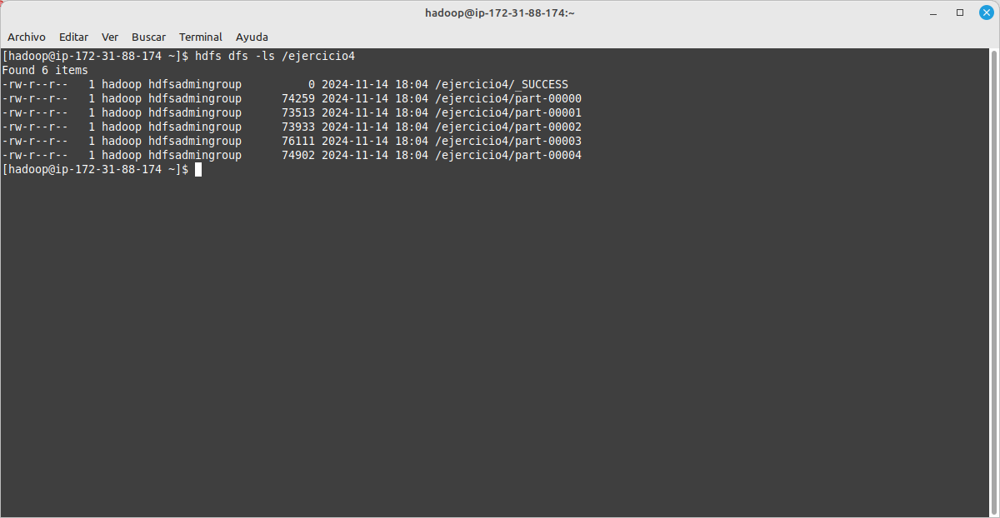 hadoop@ip-172-31-88-174:~
Archivo Editar Ver Buscar Terminal Ayuda
[hadoop@ip-172-31-88-174 ~]$ hdfs dfs -ls /ejercicio4
Found 6 items
-rw-r--r--   1 hadoop hdfsadmingroup          0 2024-11-14 18:04 /ejercicio4/_SUCCESS
-rw-r--r--   1 hadoop hdfsadmingroup      74259 2024-11-14 18:04 /ejercicio4/part-00000
-rw-r--r--   1 hadoop hdfsadmingroup      73513 2024-11-14 18:04 /ejercicio4/part-00001
-rw-r--r--   1 hadoop hdfsadmingroup      73933 2024-11-14 18:04 /ejercicio4/part-00002
-rw-r--r--   1 hadoop hdfsadmingroup      76111 2024-11-14 18:04 /ejercicio4/part-00003
-rw-r--r--   1 hadoop hdfsadmingroup      74902 2024-11-14 18:04 /ejercicio4/part-00004
[hadoop@ip-172-31-88-174 ~]$